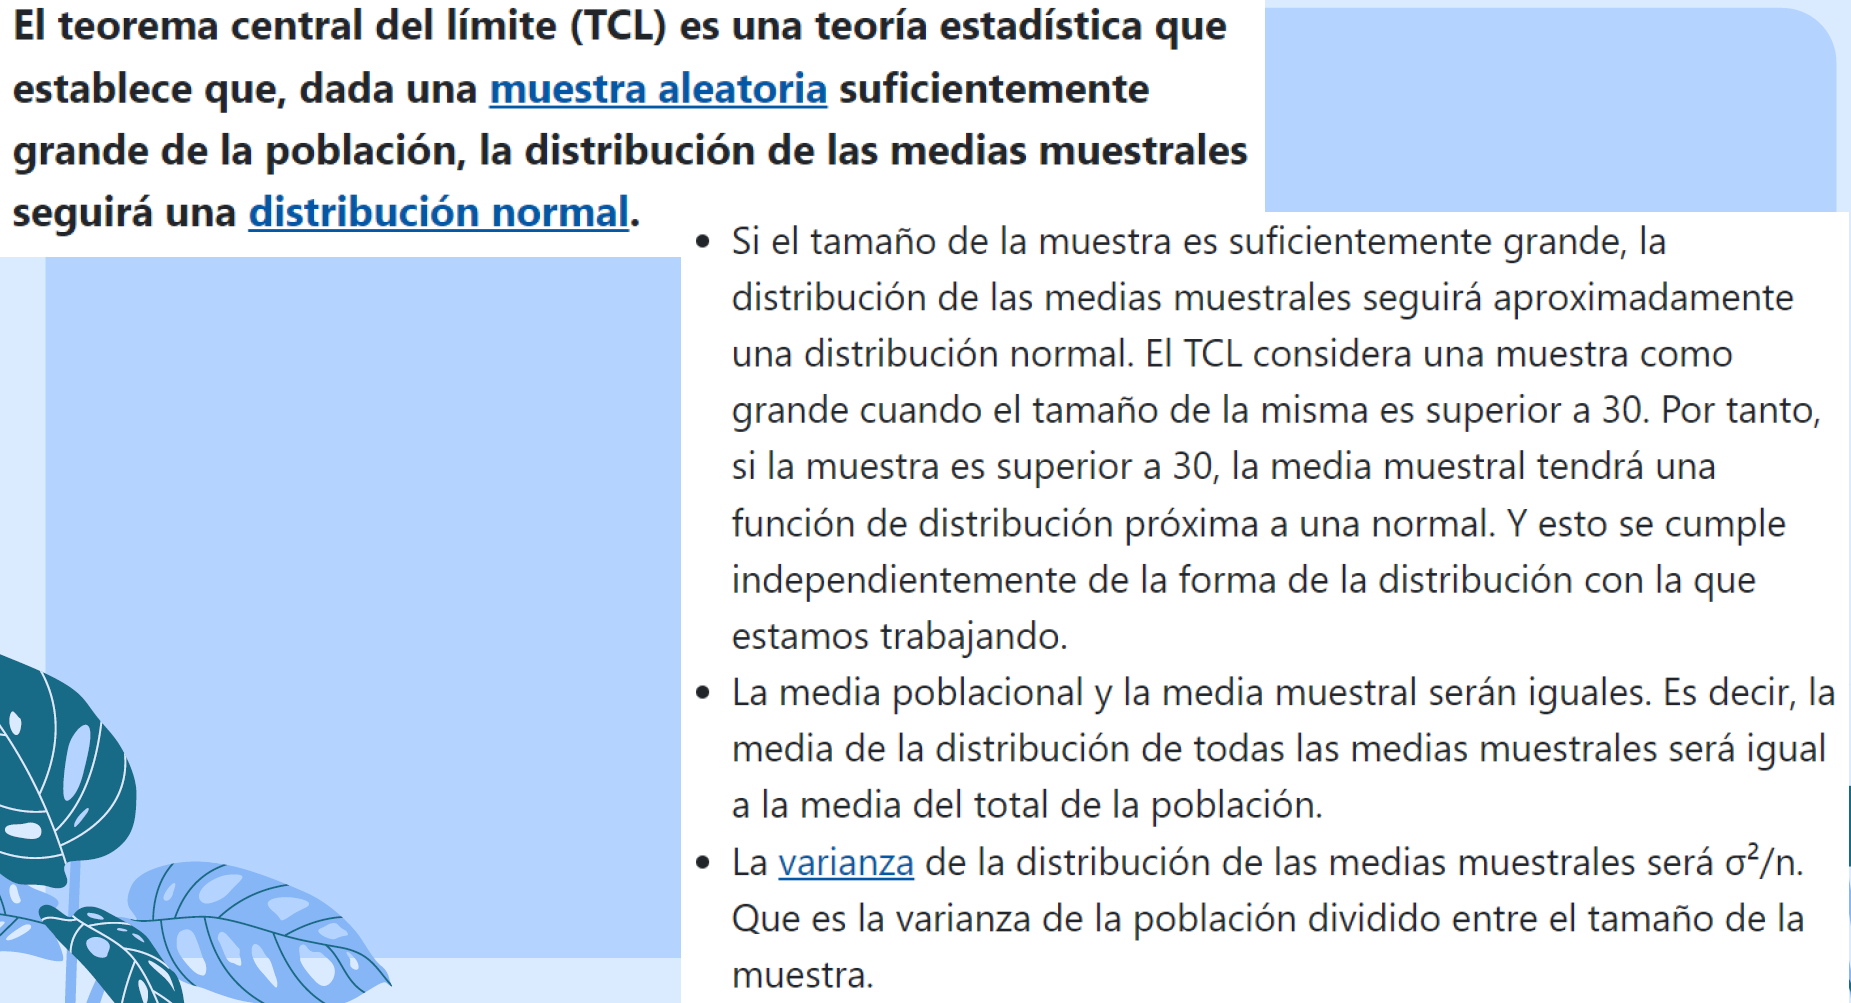 El teorema central del límite (TCL) es una teoría estadística que
establece que, dada una muestra aleatoria suficientemente
grande de la población, la distribución de las medias muestrales
seguirá una distribución normal.
• Si el tamaño de la muestra es suficientemente grande, la
distribución de las medias muestrales seguirá aproximadamente
una distribución normal. El TCL considera una muestra como
grande cuando el tamaño de la misma es superior a 30. Por tanto,
si la muestra es superior a 30, la media muestral tendrá una
función de distribución próxima a una normal. Y esto se cumple
independientemente de la forma de la distribución con la que
estamos trabajando.
• La media poblacional y la media muestral serán iguales. Es decir, la
media de la distribución de todas las medias muestrales será igual
a la media del total de la población.
• La varianza de la distribución de las medias muestrales será σ²/n.
Que es la varianza de la población dividido entre el tamaño de la
muestra.